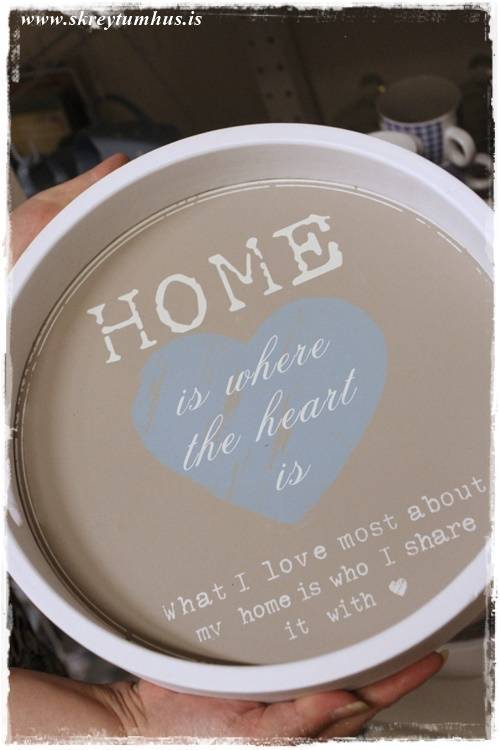 www.skreytumhus.is
HOME
is where
the heart
is
What I love most about
my home is who I share
it with